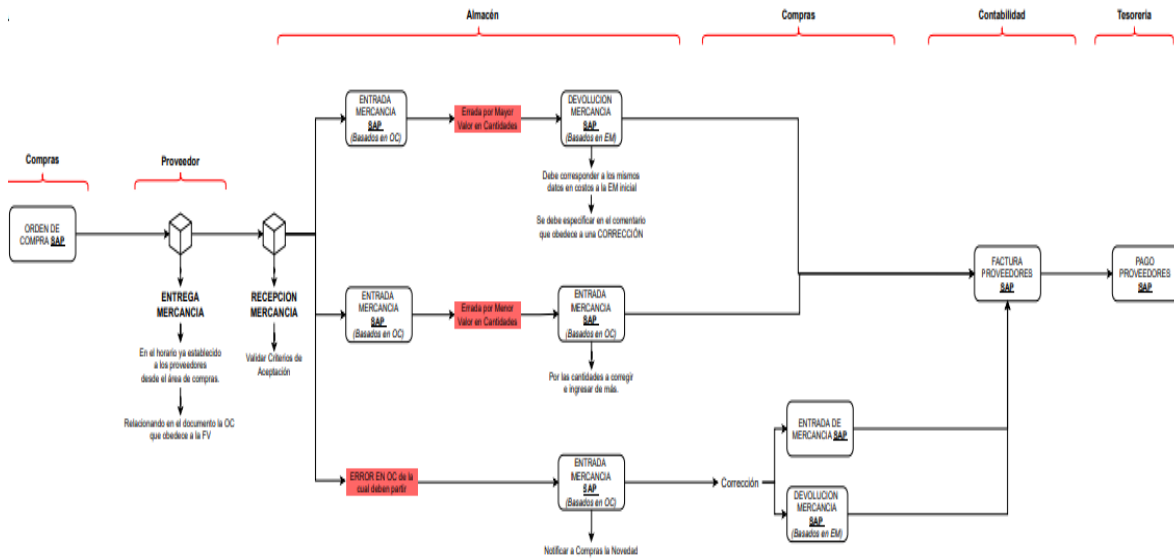 Almacén
Compras
Contabilidad
Tesorería
Compras
Proveedor
ORDEN DE
COMPRA SAP
ENTREGA
MERCANCIA
En el horario ya establecido
a los proveedores
desde el área de compras.
Relacionando en el documento la OC
que obedece a la FV
RECEPCION
MERCANCIA
Validar Criterios de
Aceptación
ENTRADA
MERCANCIA
SAP
(Basados en OC)
Errada por Mayor
Valor en Cantidades
DEVOLUCION
MERCANCIA
SAP
(Basados en EM)
Debe corresponder a los mismos
datos en costos a la EM inicial
Se debe especificar en el comentario
que obedece a una CORRECCIÓN
ENTRADA
MERCANCIA
SAP
(Basados en OC)
Errada por Menor
Valor en Cantidades
ENTRADA
MERCANCIA
SAP
(Basados en OC)
Por las cantidades a corregir
e ingresar de más.
ERROR EN OC de la
cual deben partir
ENTRADA
MERCANCIA
SAP
(Basados en OC)
Notificar a Compras la Novedad
Corrección
ENTRADA DE
MERCANCIA SAP
DEVOLUCION
MERCANCIA
SAP
(Basados en EM)
FACTURA
PROVEEDORES
SAP
PAGO
PROVEEDORES
SAP